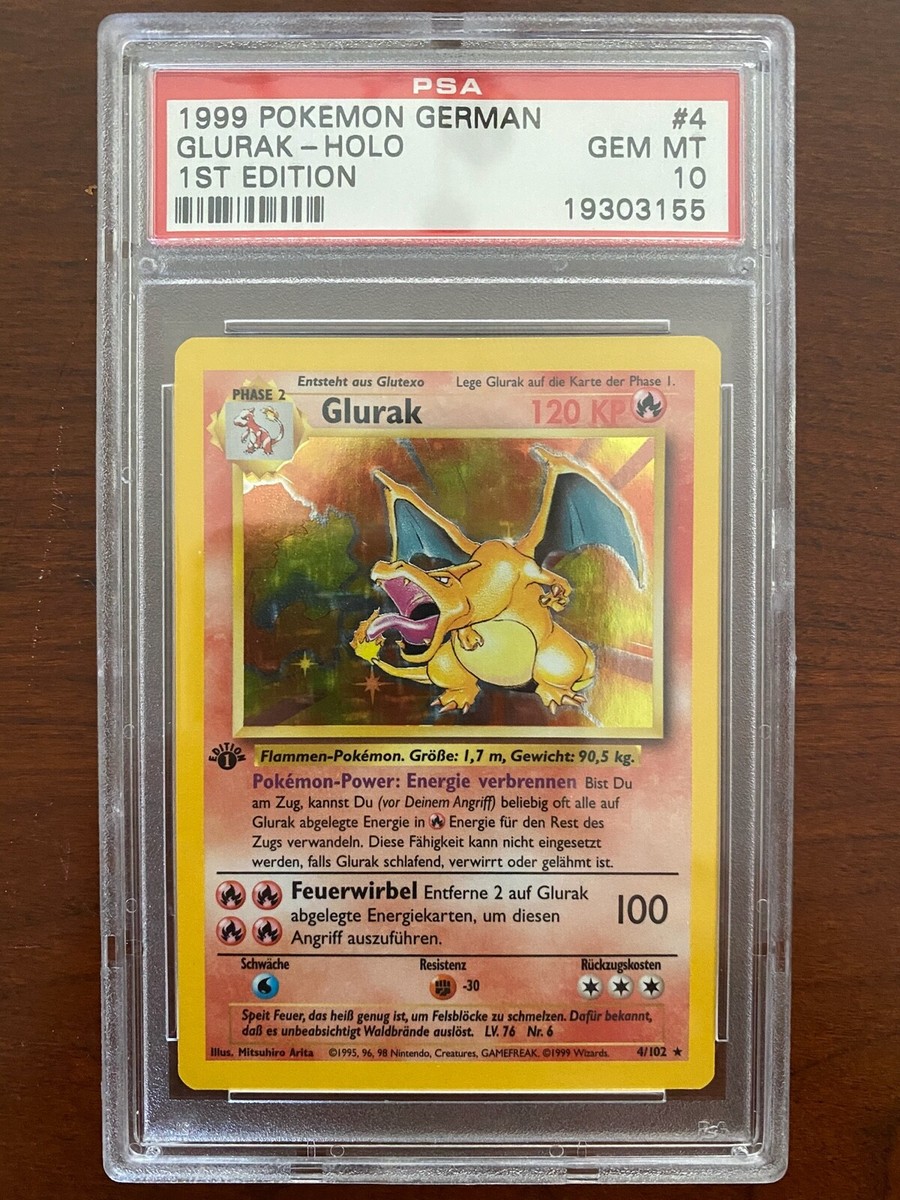 PSA
1999 POKEMON GERMAN #4
GLURAK-HOLO GEM MT
1ST EDITION 10
19303155
Entsteht aus Glutexo Lege Glurak auf die Karte der Phase 1.
PHASE 2
Glurak 120 KP
EDITION
1
Flammen-Pokémon. Größe: 1,7 m, Gewicht: 90,5 kg.
Pokémon-Power: Energie verbrennen Bist Du
am Zug, kannst Du (vor Deinem Angriff) beliebig oft alle auf
Glurak abgelegte Energie in Energie für den Rest des
Zugs verwandeln. Diese Fähigkeit kann nicht eingesetzt
werden, falls Glurak schlafend, verwirrt oder gelähmt ist.
Feuerwirbel Entferne 2 auf Glurak
abgelegte Energiekarten, um diesen
Angriff auszuführen.
100
Schwäche Resistenz Rückzugskosten
-30
Speit Feuer, das heiß genug ist, um Felsblöcke zu schmelzen. Dafür bekannt,
daß es unbeabsichtigt Waldbrände auslöst. LV. 76 Nr. 6
Illus. Mitsuhiro Arita ©1995, 96, 98 Nintendo, Creatures, GAMEFREAK. ©1999 Wizards. 4/102 ★
PSA